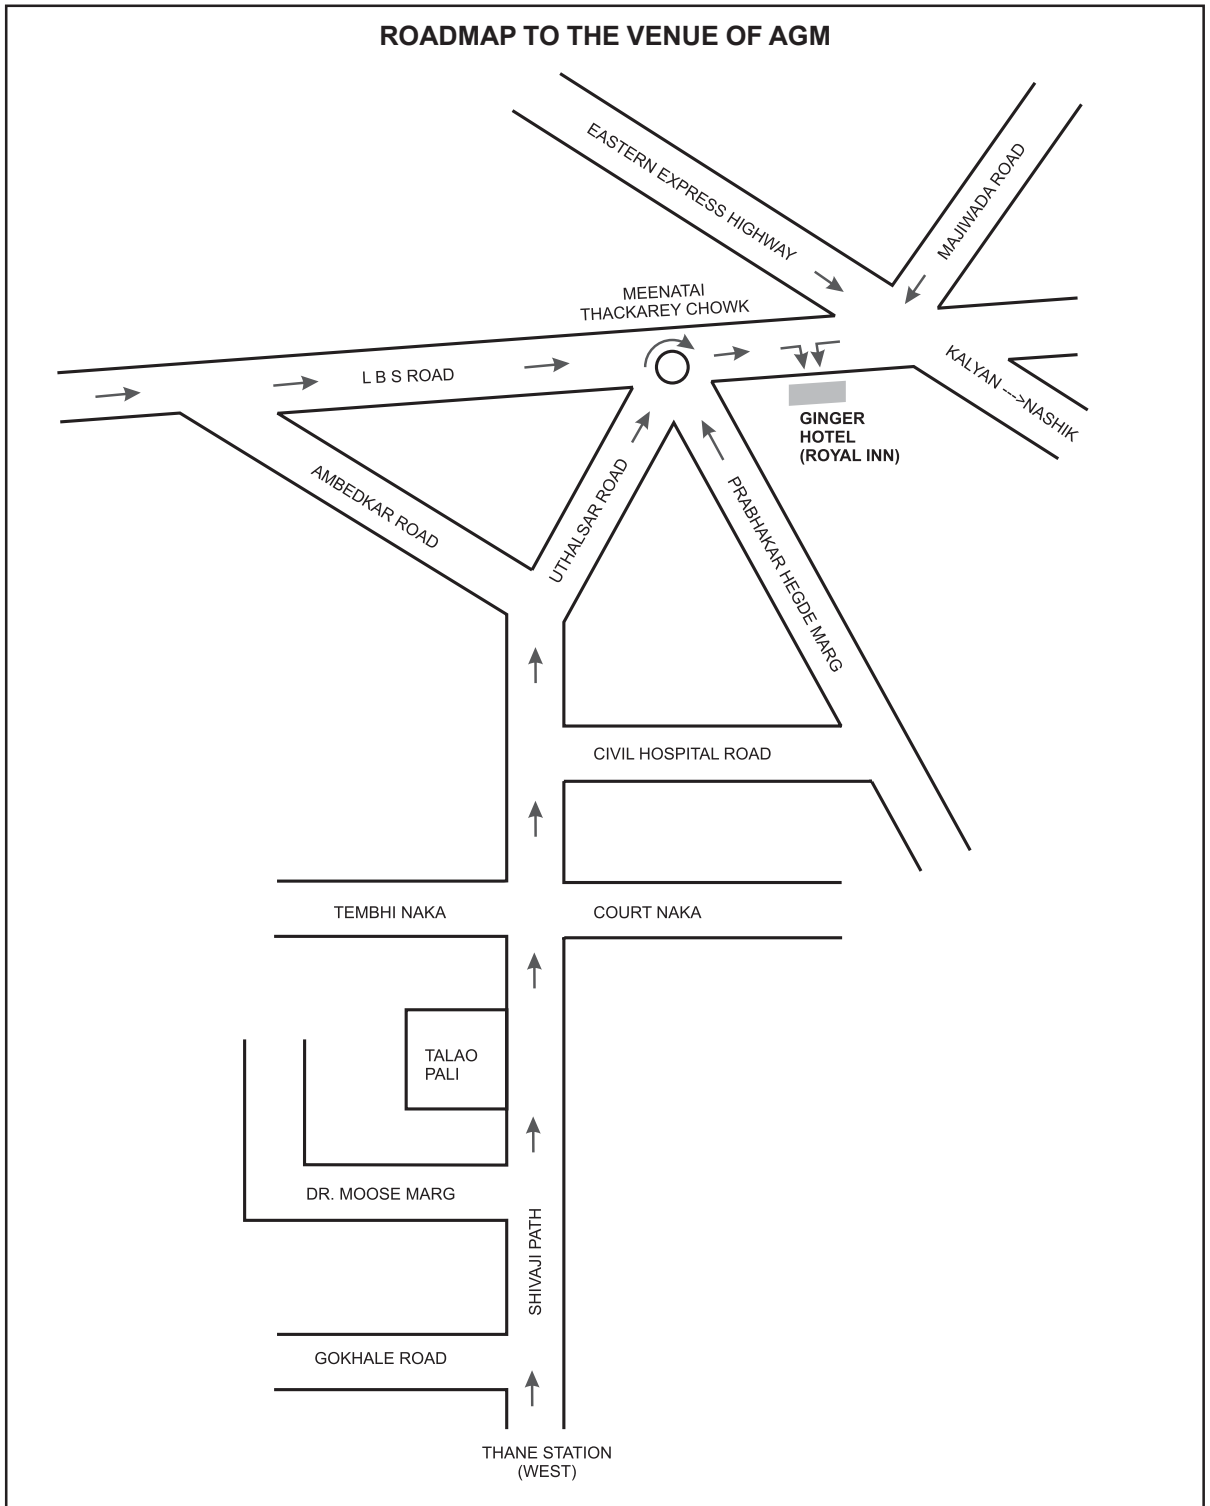 ROADMAP TO THE VENUE OF AGM
EASTERN EXPRESS HIGHWAY
MAJIWADA ROAD
MEENATAI
THACKAREY CHOWK
L B S ROAD
KALYAN --->NASHIK
GINGER
HOTEL
(ROYAL INN)
AMBEDKAR ROAD
UTHALSAR ROAD
PRABHAKAR HEGDE MARG
CIVIL HOSPITAL ROAD
TEMBHI NAKA
COURT NAKA
TALAO
PALI
DR. MOOSE MARG
SHIVAJI PATH
GOKHALE ROAD
THANE STATION
(WEST)